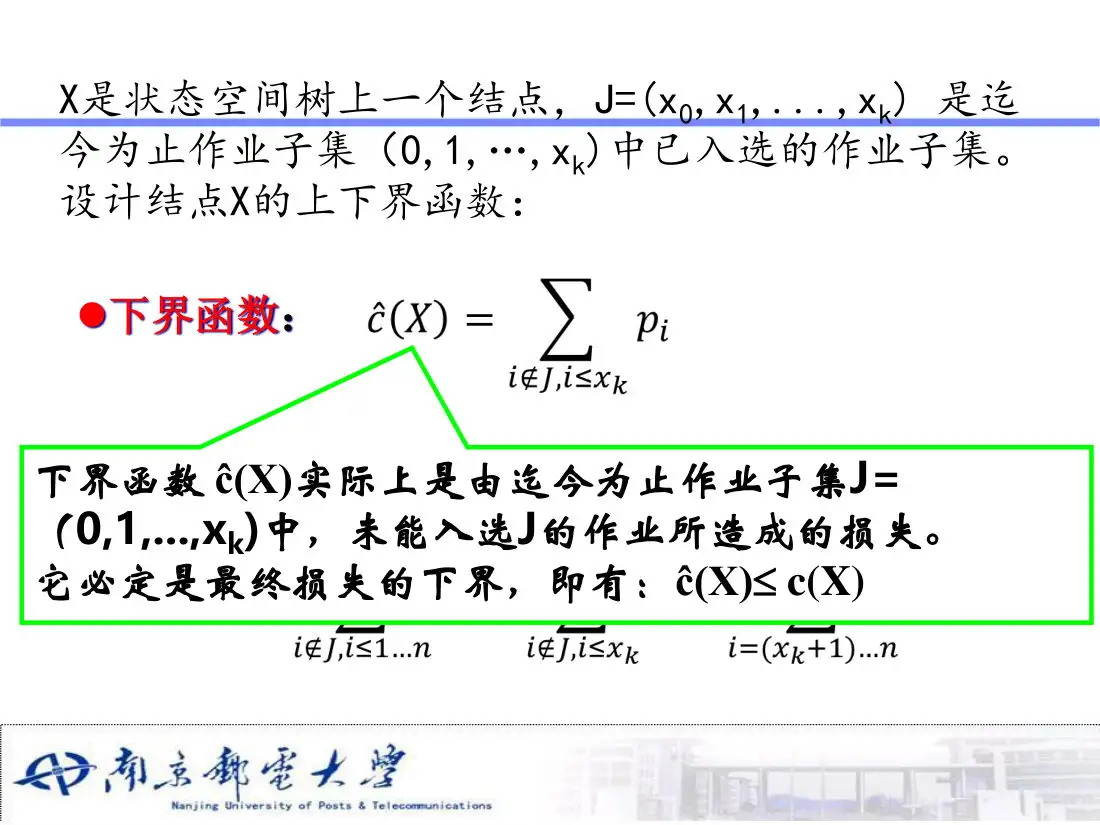 X是状态空间树上一个结点，J=(x₀,x₁,...,xₖ) 是迄
今为止作业子集（0,1,…,xₖ)中已入选的作业子集。
设计结点X的上下界函数：
●下界函数： ĉ(X) = ∑ pᵢ
i∉J,i≤xₖ
下界函数 ĉ(X)实际上是由迄今为止作业子集J=
（0,1,...,xₖ)中，未能入选J的作业所造成的损失。
它必定是最终损失的下界，即有：ĉ(X)≤ c(X)
i∉J,i≤1…n i∉J,i≤xₖ i=(xₖ+1)…n
南京邮电大学
Nanjing University of Posts & Telecommunications